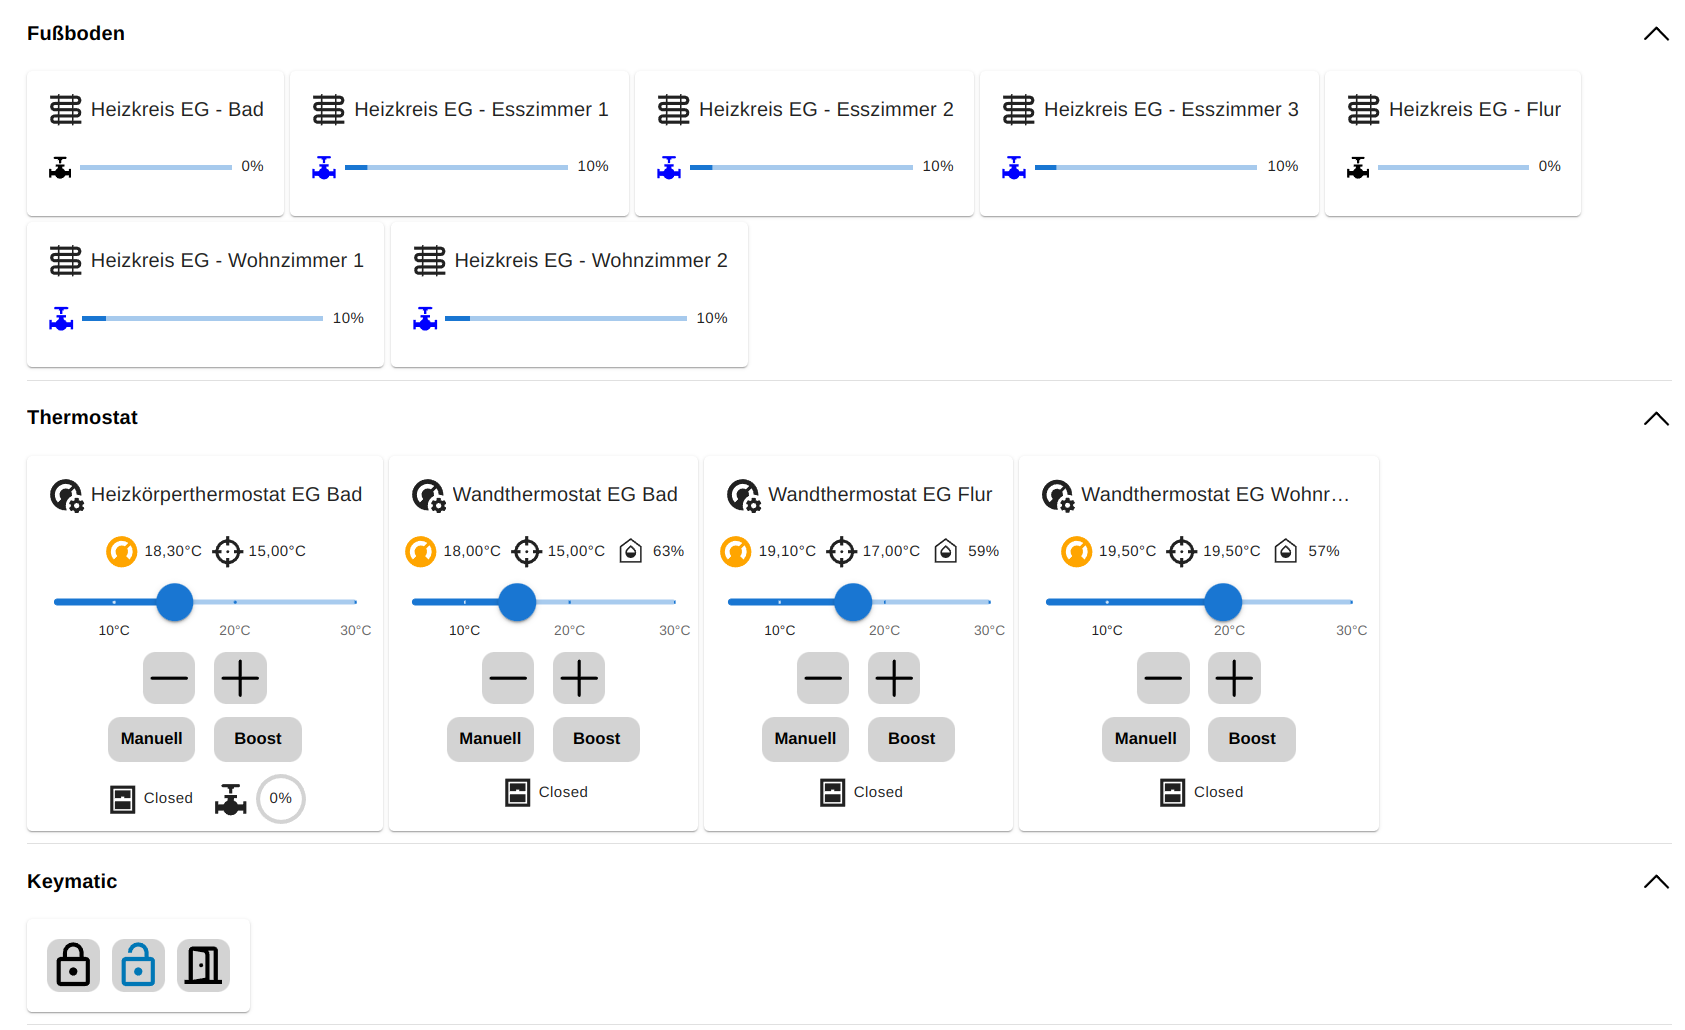 Fußboden
Heizkreis EG - Bad
Heizkreis EG - Esszimmer 1
Heizkreis EG - Esszimmer 2
Heizkreis EG - Esszimmer 3
Heizkreis EG - Flur
0%
10%
10%
10%
0%
Heizkreis EG - Wohnzimmer 1
Heizkreis EG - Wohnzimmer 2
10%
10%
Thermostat
Heizkörperthermostat EG Bad
18,30°C 15,00°C
10°C 20°C 30°C
Manuell Boost
Closed 0%
Wandthermostat EG Bad
18,00°C 15,00°C 63%
10°C 20°C 30°C
Manuell Boost
Closed
Wandthermostat EG Flur
19,10°C 17,00°C 59%
10°C 20°C 30°C
Manuell Boost
Closed
Wandthermostat EG Wohnr…
19,50°C 19,50°C 57%
10°C 20°C 30°C
Manuell Boost
Closed
Keymatic